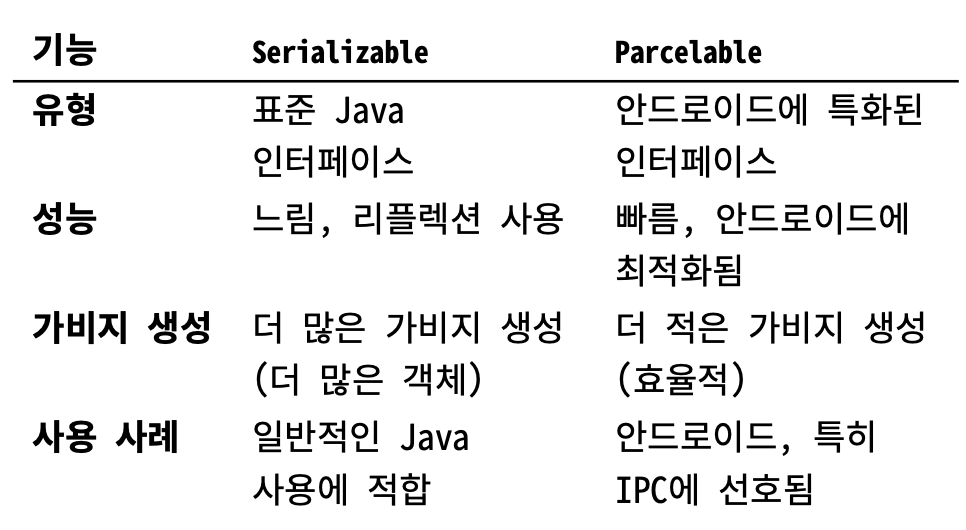 기능 Serializable Parcelable
유형 표준 Java 안드로이드에 특화된
인터페이스 인터페이스
성능 느림, 리플렉션 사용 빠름, 안드로이드에
최적화됨
가비지 생성 더 많은 가비지 생성 더 적은 가비지 생성
(더 많은 객체) (효율적)
사용 사례 일반적인 Java 안드로이드, 특히
사용에 적합 IPC에 선호됨